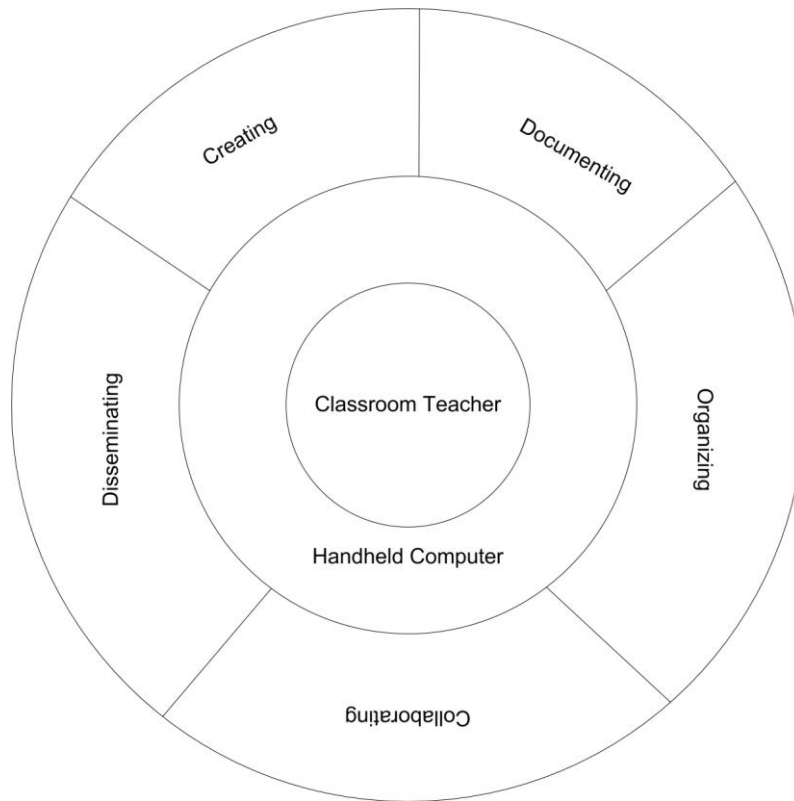 Creating
Documenting
Disseminating
Classroom Teacher
Organizing
Handheld Computer
Collaborating